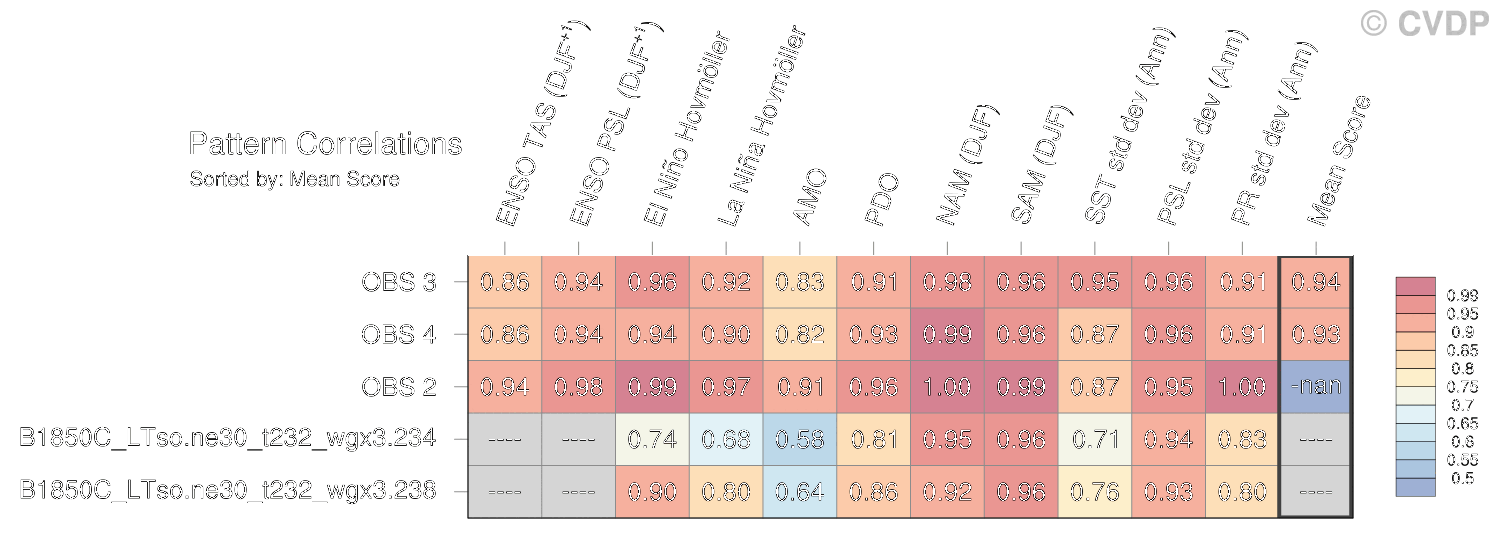 © CVDP
Pattern Correlations
Sorted by: Mean Score
ENSO TAS (DJF+1)
ENSO PSL (DJF+1)
El Niño Hovmöller
La Niña Hovmöller
AMO
PDO
NAM (DJF)
SAM (DJF)
SST std dev (Ann)
PSL std dev (Ann)
PR std dev (Ann)
Mean Score
OBS 3 0.86 0.94 0.96 0.92 0.83 0.91 0.98 0.96 0.95 0.96 0.91 0.94
OBS 4 0.86 0.94 0.94 0.90 0.82 0.93 0.99 0.96 0.87 0.96 0.91 0.93
OBS 2 0.94 0.98 0.99 0.97 0.91 0.96 1.00 0.99 0.87 0.95 1.00 -nan
B1850C_LTso.ne30_t232_wgx3.234 ---- ---- 0.74 0.68 0.58 0.81 0.95 0.96 0.71 0.94 0.83 ----
B1850C_LTso.ne30_t232_wgx3.238 ---- ---- 0.90 0.80 0.64 0.86 0.92 0.96 0.76 0.93 0.80 ----
0.99
0.95
0.9
0.85
0.8
0.75
0.7
0.65
0.6
0.55
0.5